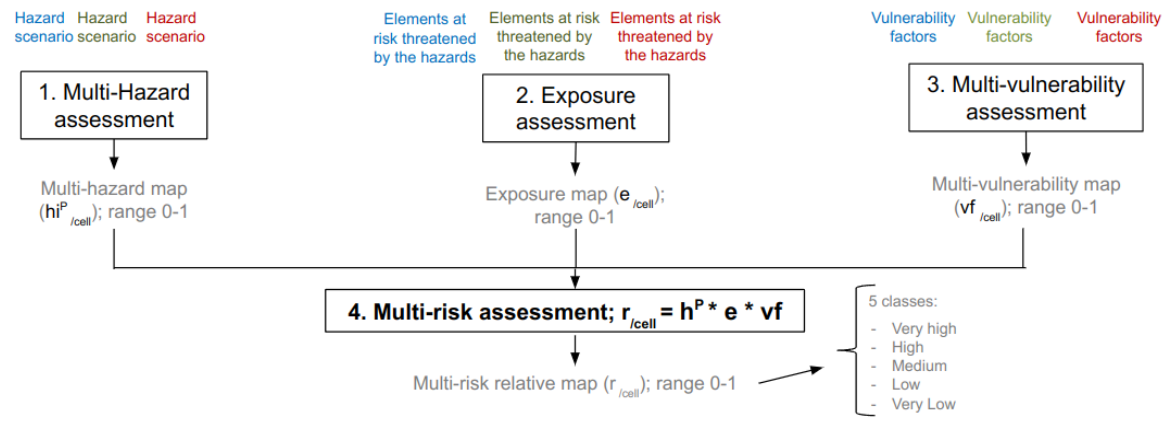 Hazard scenario
Hazard scenario
Hazard scenario
Elements at risk threatened by the hazards
Elements at risk threatened by the hazards
Elements at risk threatened by the hazards
Vulnerability factors
Vulnerability factors
Vulnerability factors
1. Multi-Hazard
assessment
2. Exposure
assessment
3. Multi-vulnerability
assessment
Multi-hazard map
(hiᴾ /cell); range 0-1
Exposure map (e /cell);
range 0-1
Multi-vulnerability map
(vf /cell); range 0-1
4. Multi-risk assessment; r/cell = hᴾ * e * vf
Multi-risk relative map (r /cell); range 0-1
5 classes:
- Very high
- High
- Medium
- Low
- Very Low